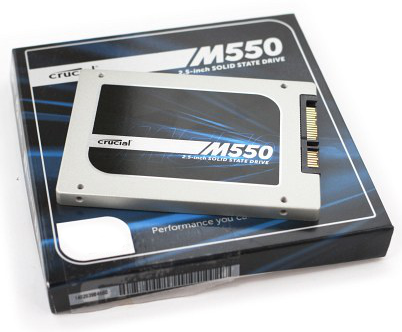 crucial
M550
2.5-inch SOLID STATE DRIVE
crucial
M550
2.5-inch SOLID STATE DRIVE
Performance you